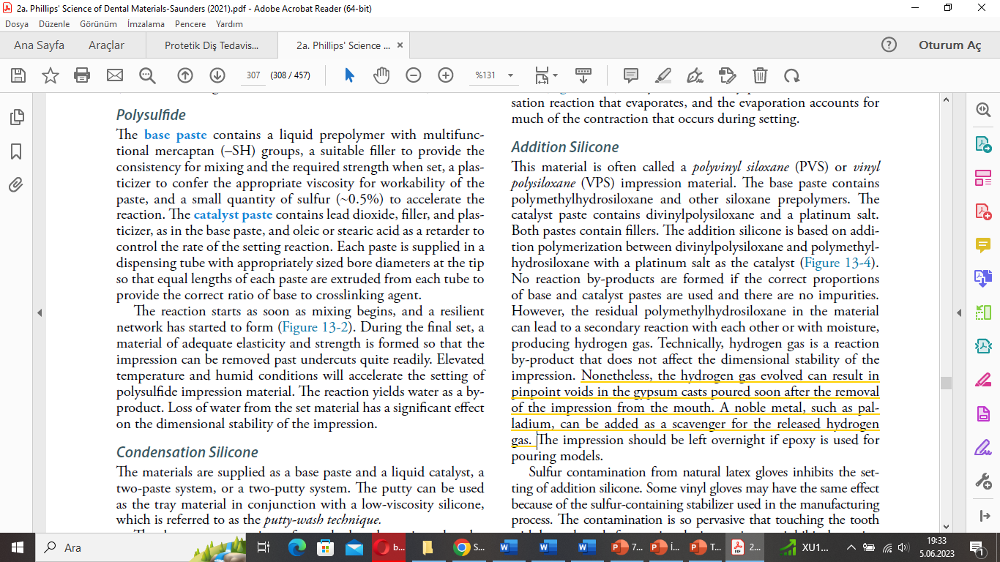 2a. Phillips' Science of Dental Materials-Saunders (2021).pdf - Adobe Acrobat Reader (64-bit)
Dosya Düzenle Görünüm İmzalama Pencere Yardım
Ana Sayfa Araçlar Protetik Diş Tedavis... 2a. Phillips' Science ... Oturum Aç
307 (308 / 457) %131
Polysulfide
The base paste contains a liquid prepolymer with multifunc-
tional mercaptan (–SH) groups, a suitable filler to provide the
consistency for mixing and the required strength when set, a plas-
ticizer to confer the appropriate viscosity for workability of the
paste, and a small quantity of sulfur (~0.5%) to accelerate the
reaction. The catalyst paste contains lead dioxide, filler, and plas-
ticizer, as in the base paste, and oleic or stearic acid as a retarder to
control the rate of the setting reaction. Each paste is supplied in a
dispensing tube with appropriately sized bore diameters at the tip
so that equal lengths of each paste are extruded from each tube to
provide the correct ratio of base to crosslinking agent.
The reaction starts as soon as mixing begins, and a resilient
network has started to form (Figure 13-2). During the final set, a
material of adequate elasticity and strength is formed so that the
impression can be removed past undercuts quite readily. Elevated
temperature and humid conditions will accelerate the setting of
polysulfide impression material. The reaction yields water as a by-
product. Loss of water from the set material has a significant effect
on the dimensional stability of the impression.
Condensation Silicone
The materials are supplied as a base paste and a liquid catalyst, a
two-paste system, or a two-putty system. The putty can be used
as the tray material in conjunction with a low-viscosity silicone,
which is referred to as the putty-wash technique.
sation reaction that evaporates, and the evaporation accounts for
much of the contraction that occurs during setting.
Addition Silicone
This material is often called a polyvinyl siloxane (PVS) or vinyl
polysiloxane (VPS) impression material. The base paste contains
polymethylhydrosiloxane and other siloxane prepolymers. The
catalyst paste contains divinylpolysiloxane and a platinum salt.
Both pastes contain fillers. The addition silicone is based on addi-
tion polymerization between divinylpolysiloxane and polymethyl-
hydrosiloxane with a platinum salt as the catalyst (Figure 13-4).
No reaction by-products are formed if the correct proportions
of base and catalyst pastes are used and there are no impurities.
However, the residual polymethylhydrosiloxane in the material
can lead to a secondary reaction with each other or with moisture,
producing hydrogen gas. Technically, hydrogen gas is a reaction
by-product that does not affect the dimensional stability of the
impression. Nonetheless, the hydrogen gas evolved can result in
pinpoint voids in the gypsum casts poured soon after the removal
of the impression from the mouth. A noble metal, such as pal-
ladium, can be added as a scavenger for the released hydrogen
gas. The impression should be left overnight if epoxy is used for
pouring models.
Sulfur contamination from natural latex gloves inhibits the set-
ting of addition silicone. Some vinyl gloves may have the same effect
because of the sulfur-containing stabilizer used in the manufacturing
process. The contamination is so pervasive that touching the tooth
Ara b... S... 7... İ... T... 2... XU1... 19:33
5.06.2023 1